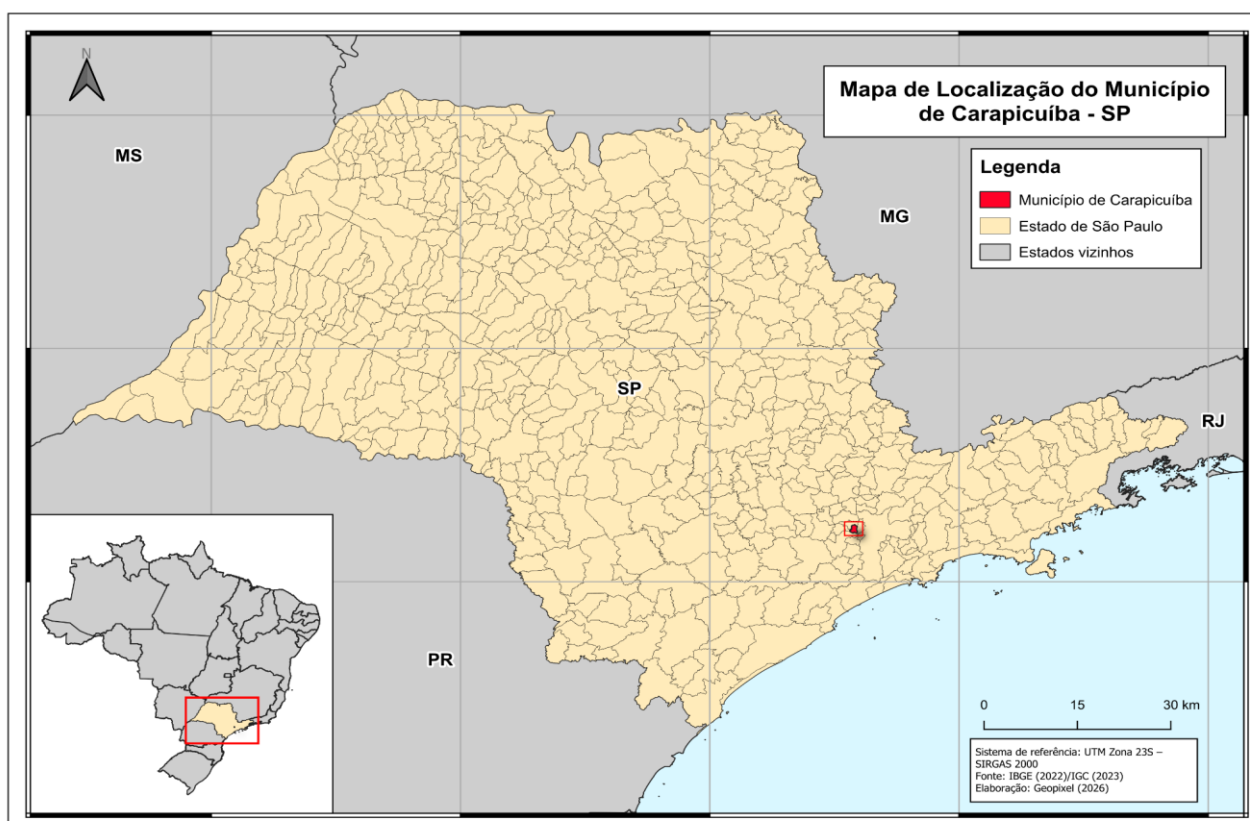 N
Mapa de Localização do Município
de Carapicuíba - SP
MS
Legenda
Município de Carapicuíba
MG
Estado de São Paulo
Estados vizinhos
SP
RJ
PR
0 15 30 km
Sistema de referência: UTM Zona 23S –
SIRGAS 2000
Fonte: IBGE (2022)/IGC (2023)
Elaboração: Geopixel (2026)